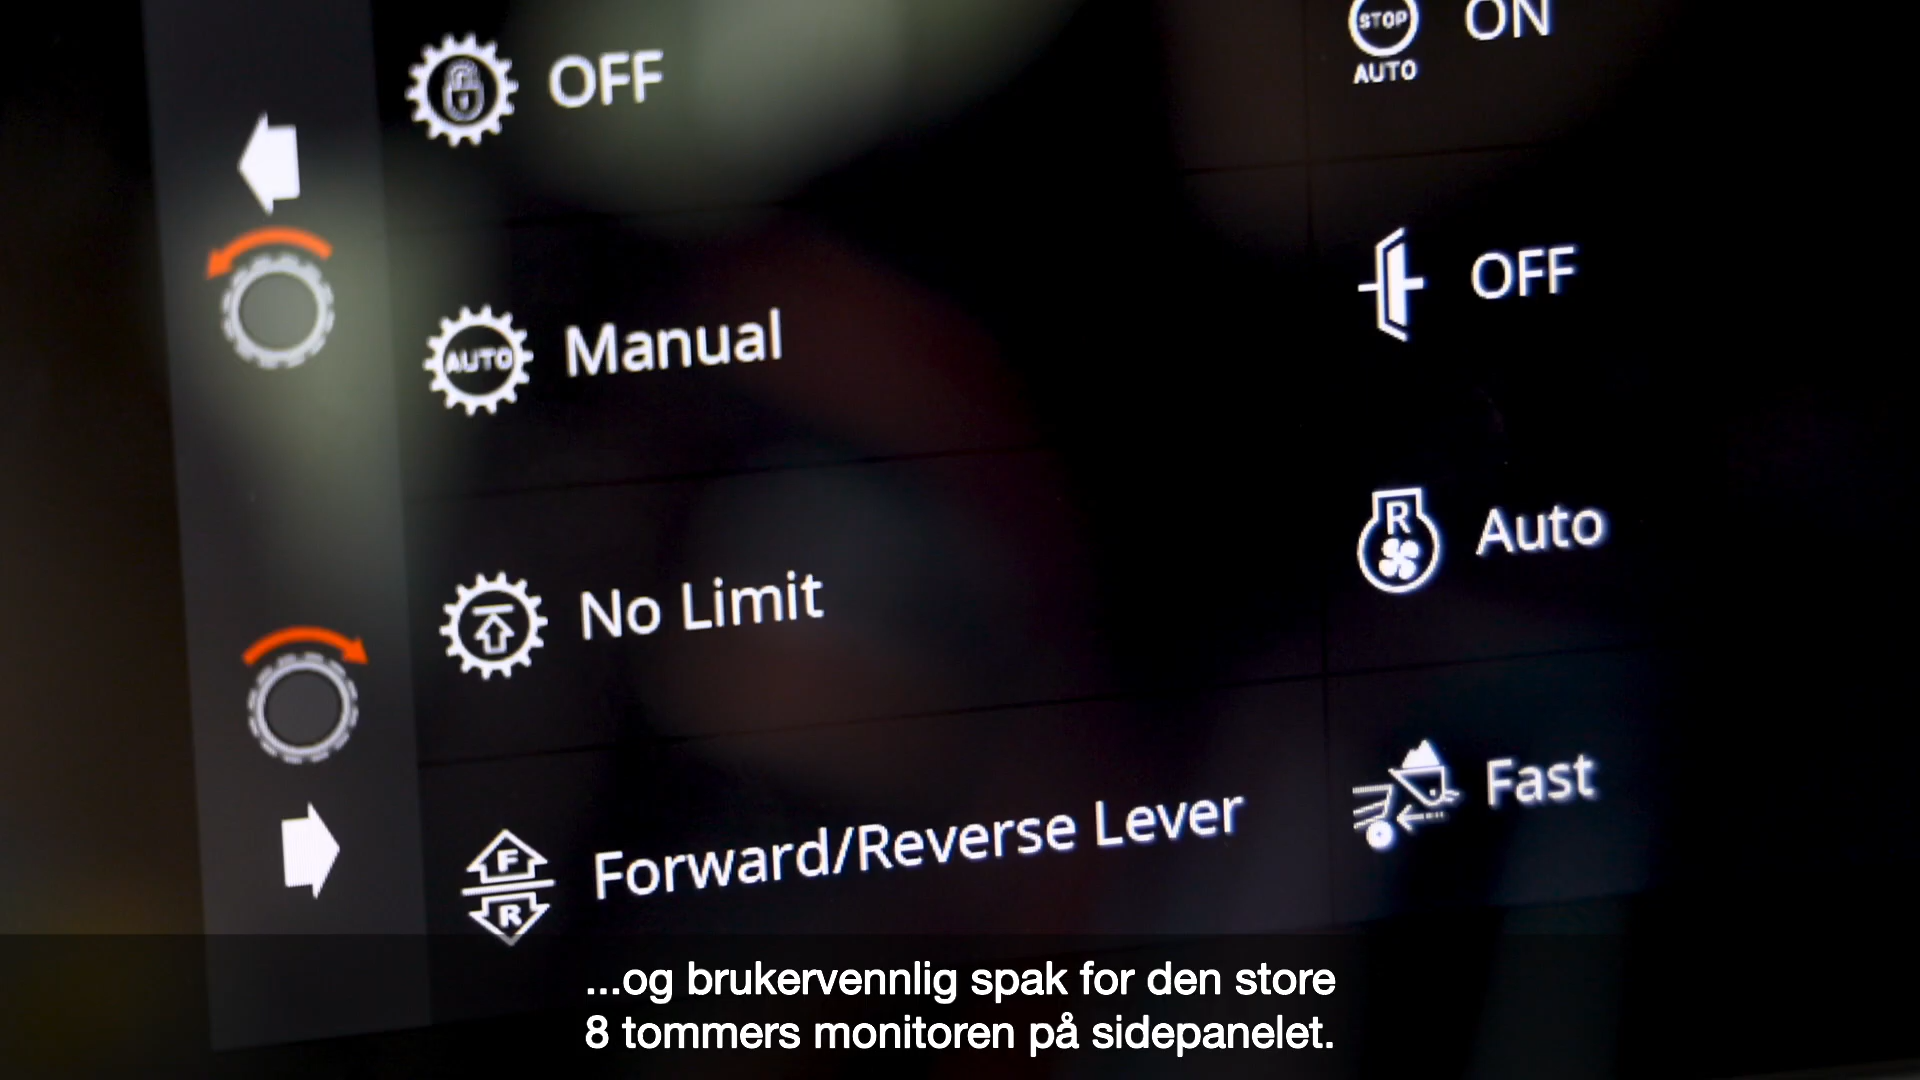 OFF
STOP
AUTO
ON
AUTO
Manual
OFF
No Limit
R
Auto
F
R
Forward/Reverse Lever
Fast
...og brukervennlig spak for den store
8 tommers monitoren på sidepanelet.